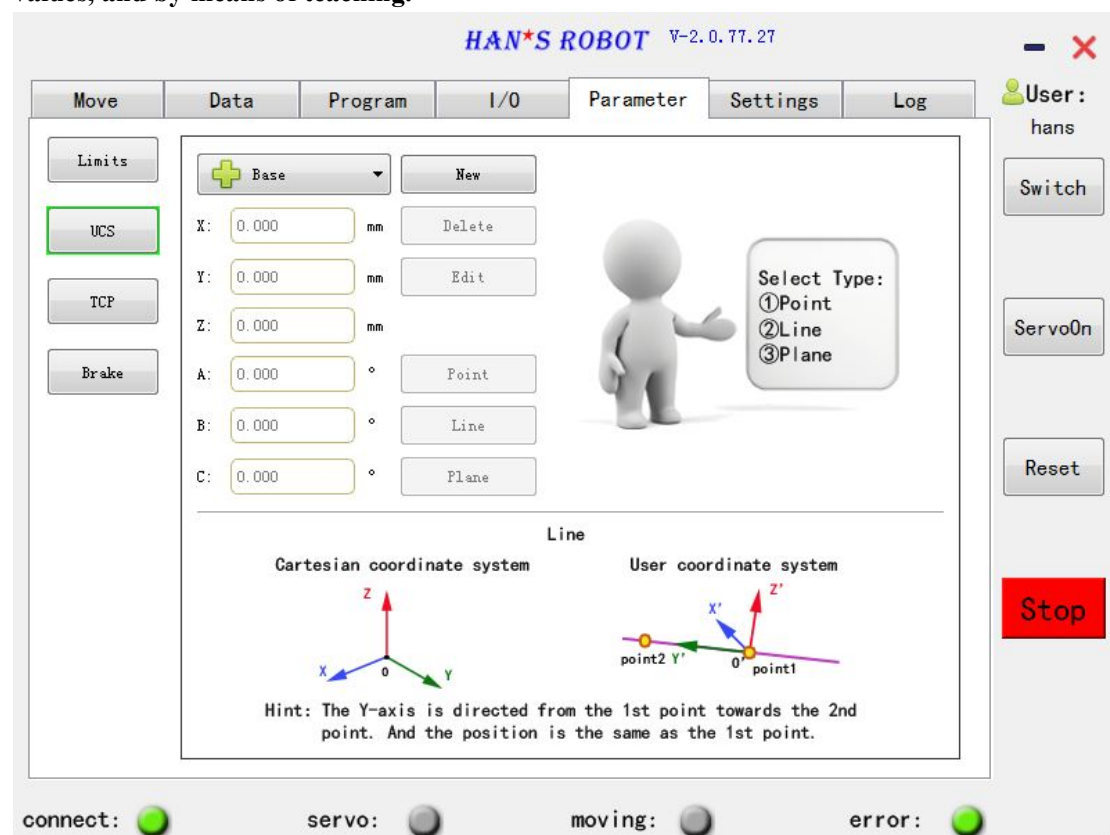 values, and by means of teaching.
HAN★S ROBOT V-2.0.77.27
Move Data Program I/O Parameter Settings Log
User:
hans
Limits
UCS
TCP
Brake
Base New
X: 0.000 mm Delete
Y: 0.000 mm Edit
Z: 0.000 mm
A: 0.000 ° Point
B: 0.000 ° Line
C: 0.000 ° Plane
Select Type:
①Point
②Line
③Plane
Switch
ServoOn
Reset
Stop
Line
Cartesian coordinate system
Z
X O Y
User coordinate system
Z'
X'
point2 Y' O' point1
Hint: The Y-axis is directed from the 1st point towards the 2nd
point. And the position is the same as the 1st point.
connect: servo: moving: error: